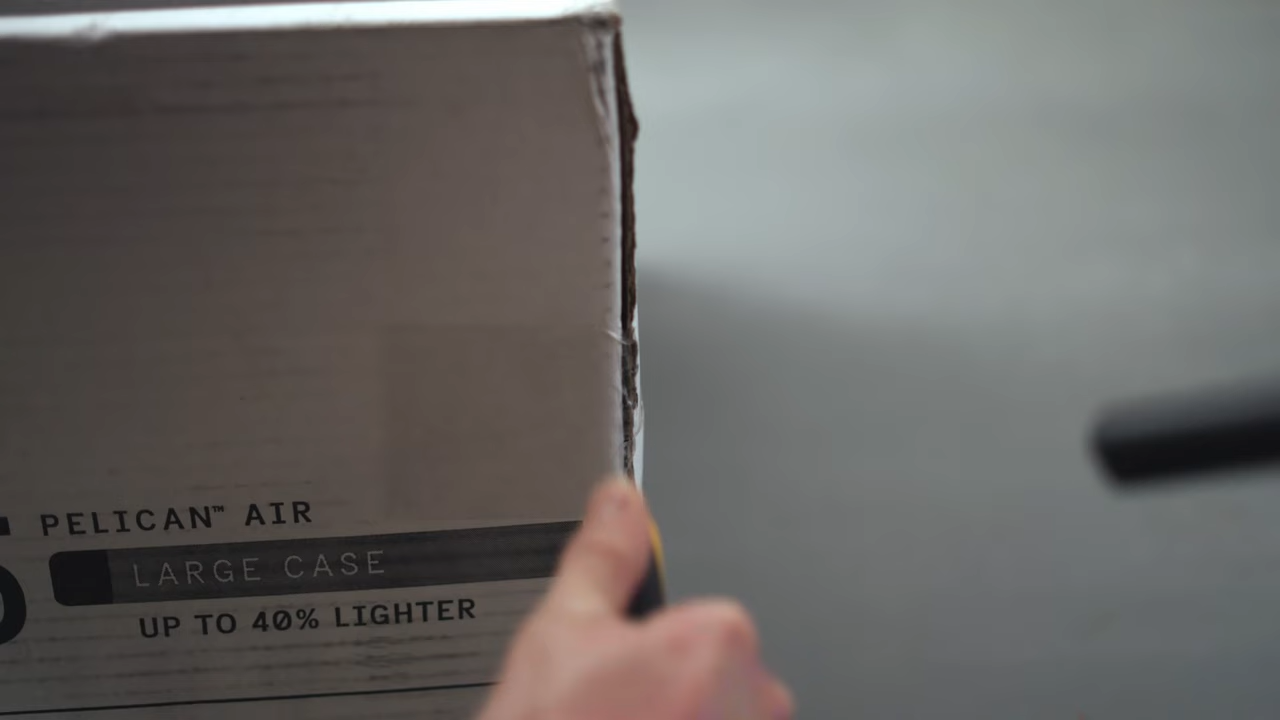 PELICAN™ AIR
LARGE CASE
UP TO 40% LIGHTER